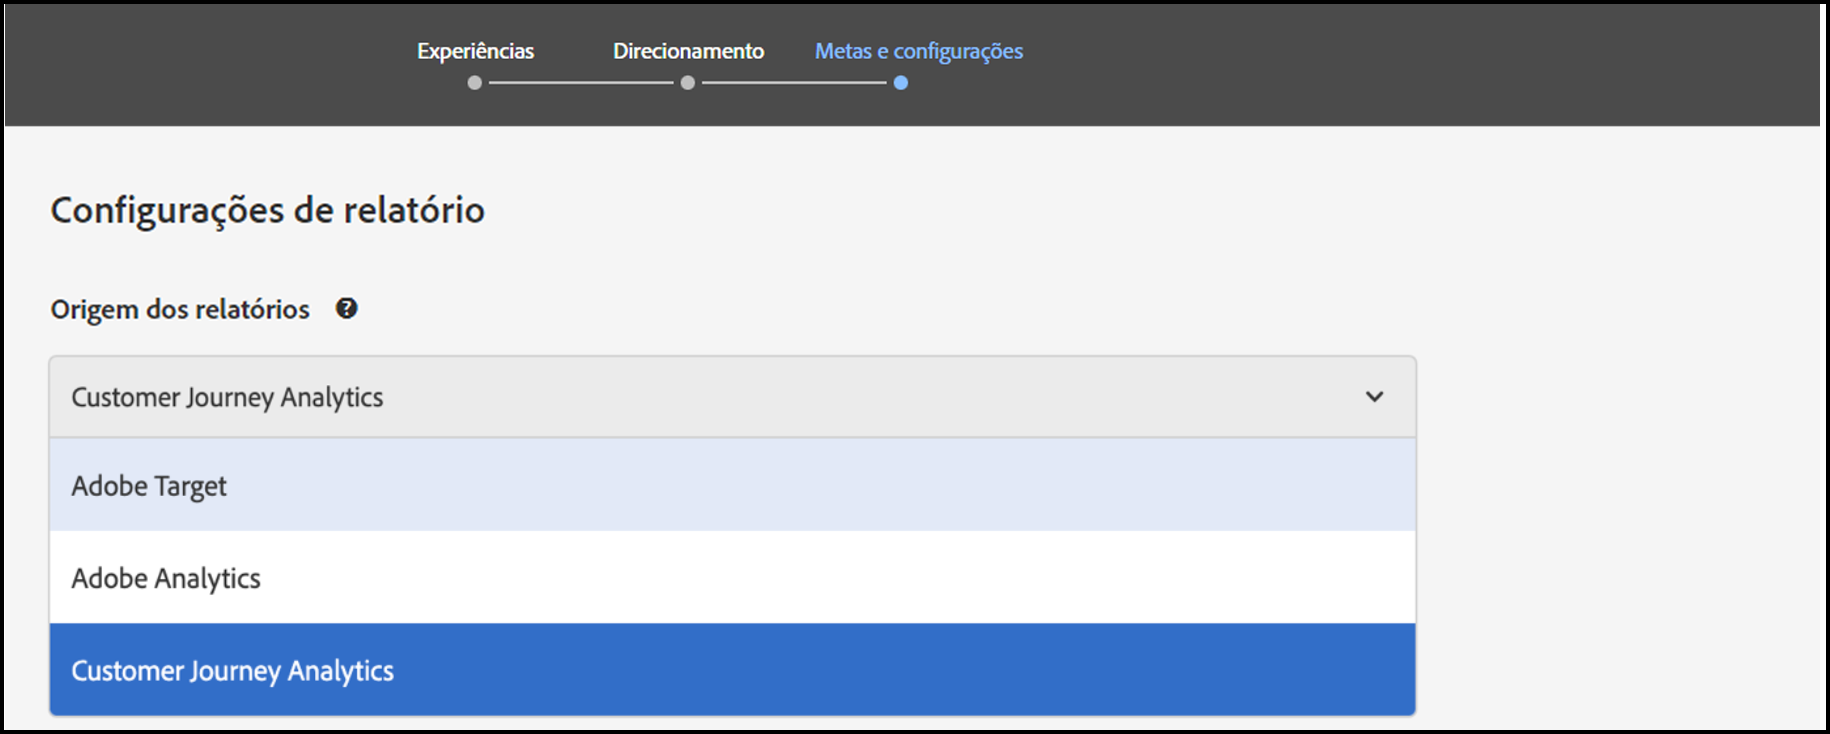 Experiências Direcionamento Metas e configurações
Configurações de relatório
Origem dos relatórios ?
Customer Journey Analytics
Adobe Target
Adobe Analytics
Customer Journey Analytics